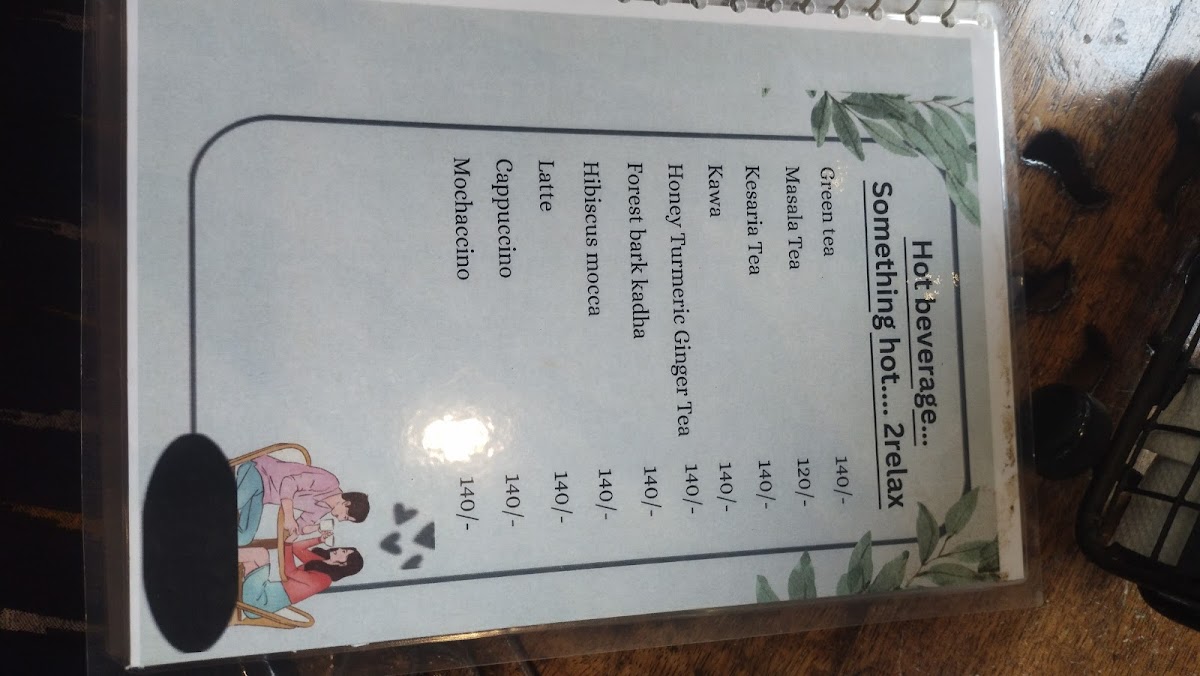 Hot beverage...
Something hot.... 2relax
Green tea 140/-
Masala Tea 120/-
Kesaria Tea 140/-
Kawa 140/-
Honey Turmeric Ginger Tea 140/-
Forest bark kadha 140/-
Hibiscus mocca 140/-
Latte 140/-
Cappuccino 140/-
Mochaccino 140/-